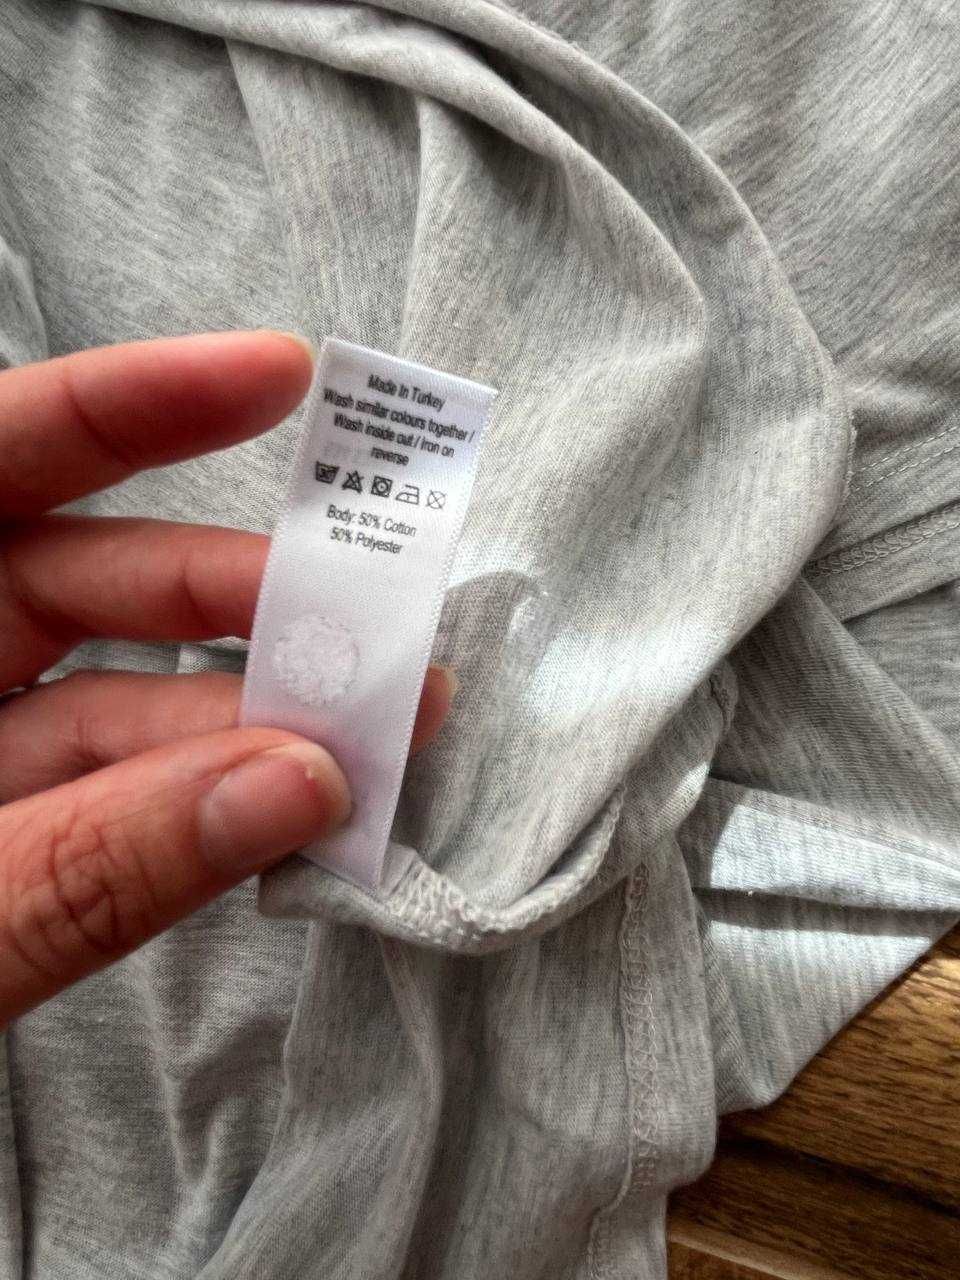 Made In Turkey
Wash similar colours together /
Wash inside out / Iron on
reverse
Body: 50% Cotton
50% Polyester